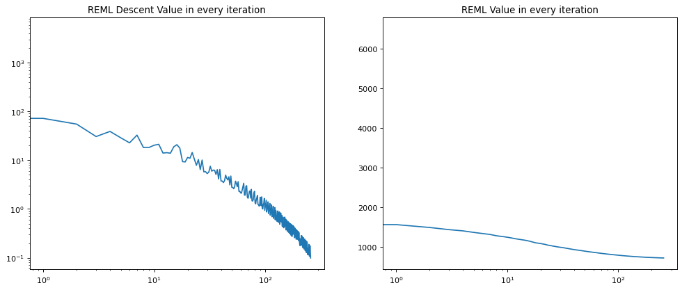 REML Descent Value in every iteration
10³
10²
10¹
10⁰
10⁻¹
10⁰ 10¹ 10²
REML Value in every iteration
6000
5000
4000
3000
2000
1000
10⁰ 10¹ 10²